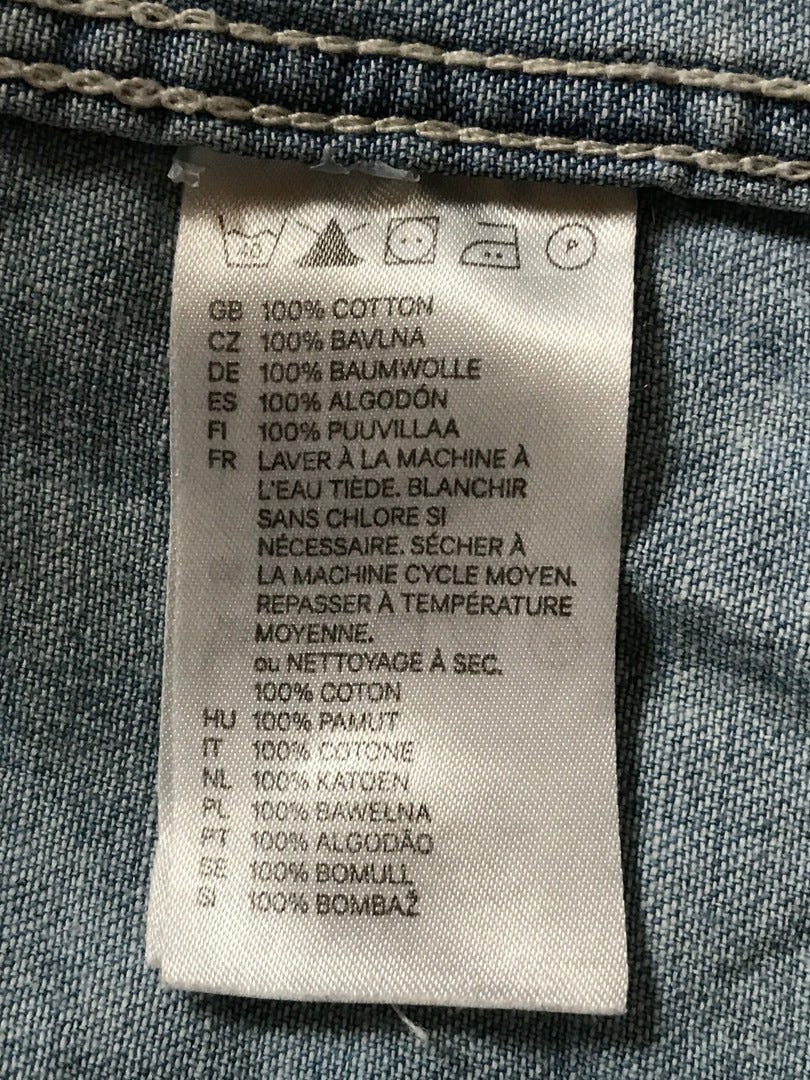 40
P
GB 100% COTTON
CZ 100% BAVLNA
DE 100% BAUMWOLLE
ES 100% ALGODÓN
FI 100% PUUVILLAA
FR LAVER À LA MACHINE À
L'EAU TIÈDE. BLANCHIR
SANS CHLORE SI
NÉCESSAIRE. SÉCHER À
LA MACHINE CYCLE MOYEN.
REPASSER À TEMPÉRATURE
MOYENNE.
ou NETTOYAGE À SEC.
100% COTON
HU 100% PAMUT
IT 100% COTONE
NL 100% KATOEN
PL 100% BAWEŁNA
PT 100% ALGODÃO
SE 100% BOMULL
SI 100% BOMBAŽ